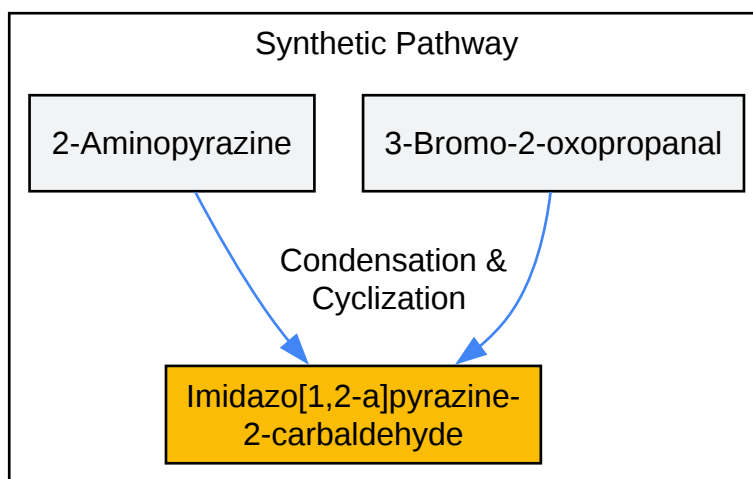 Synthetic Pathway
2-Aminopyrazine
3-Bromo-2-oxopropanal
Condensation &
Cyclization
Imidazo[1,2-a]pyrazine-
2-carbaldehyde